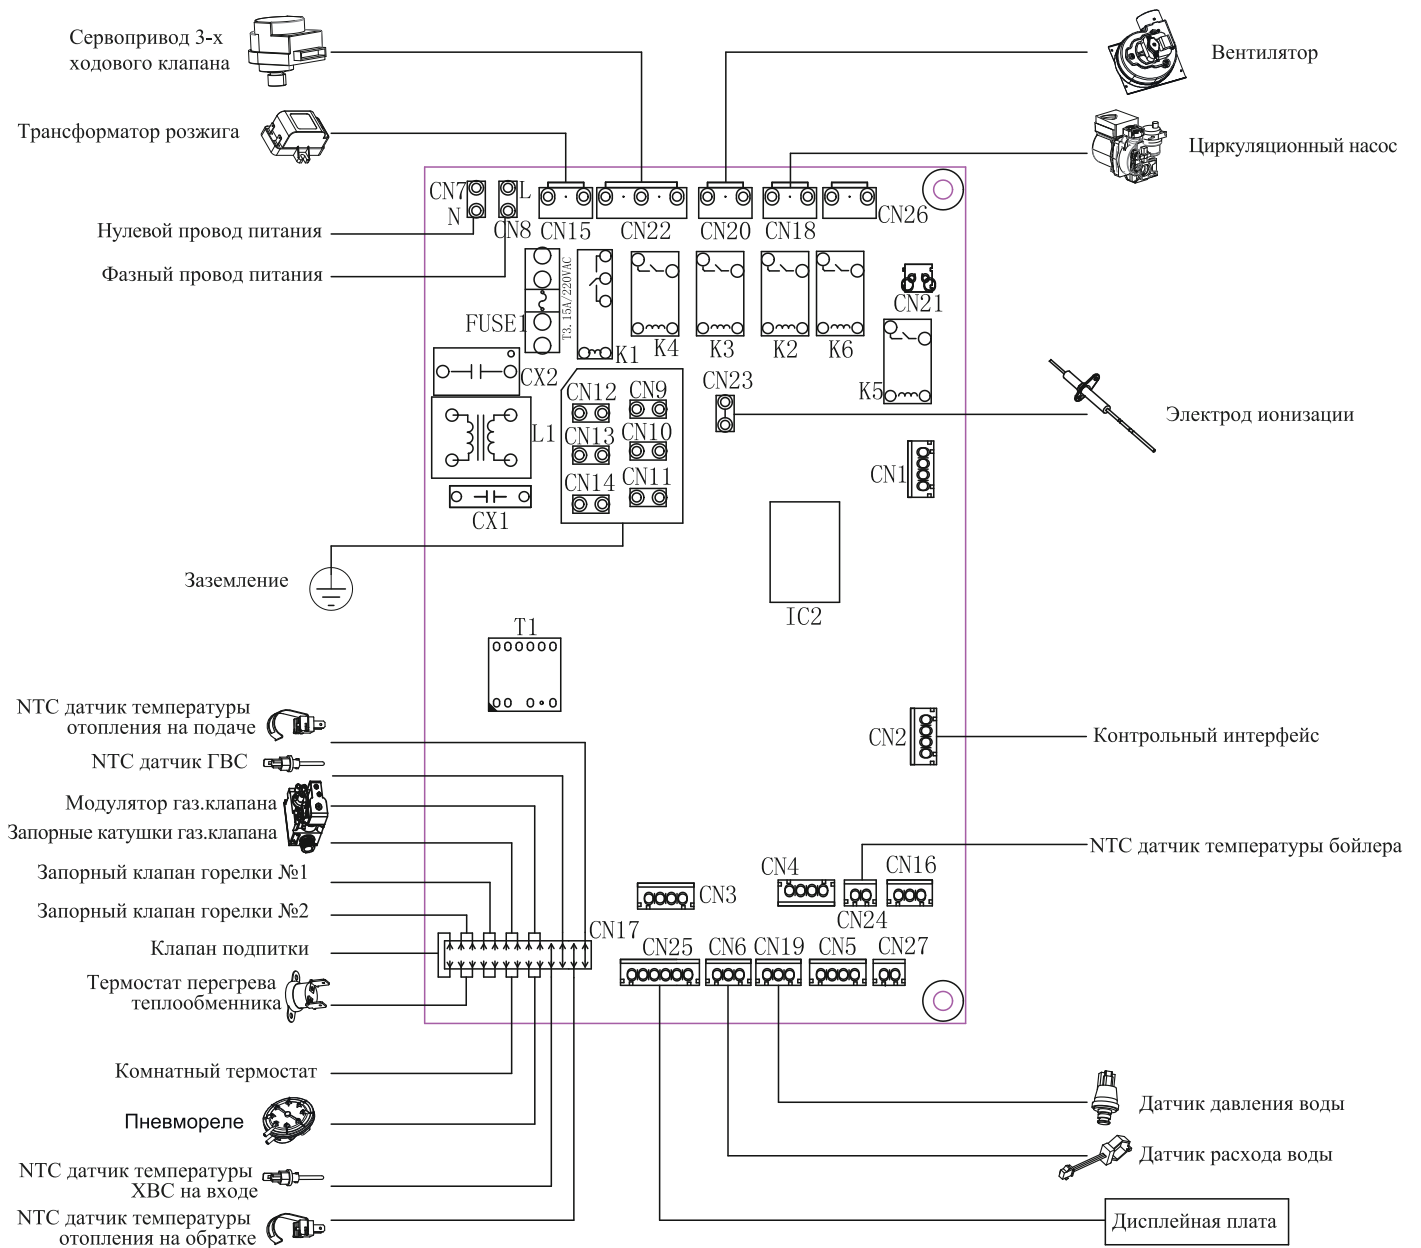 Сервопривод 3-х
ходового клапана
Вентилятор
Трансформатор розжига
Циркуляционный насос
CN7
L
N
CN8
CN15
CN22
CN20
CN18
CN26
Нулевой провод питания
Фазный провод питания
T3.15A/220VAC
FUSE1
K1
K4
K3
K2
K6
CN21
CX2
CN12
CN9
CN23
K5
Электрод ионизации
L1
CN13
CN10
CN1
CN14
CN11
CX1
Заземление
IC2
T1
NTC датчик температуры
отопления на подаче
CN2
Контрольный интерфейс
NTC датчик ГВС
Модулятор газ.клапана
Запорные катушки газ.клапана
NTC датчик температуры бойлера
Запорный клапан горелки №1
CN3
CN4
CN16
CN24
Запорный клапан горелки №2
CN17
Клапан подпитки
CN25
CN6
CN19
CN5
CN27
Термостат перегрева
теплообменника
Комнатный термостат
Датчик давления воды
Пневмореле
Датчик расхода воды
NTC датчик температуры
ХВС на входе
NTC датчик температуры
отопления на обратке
Дисплейная плата